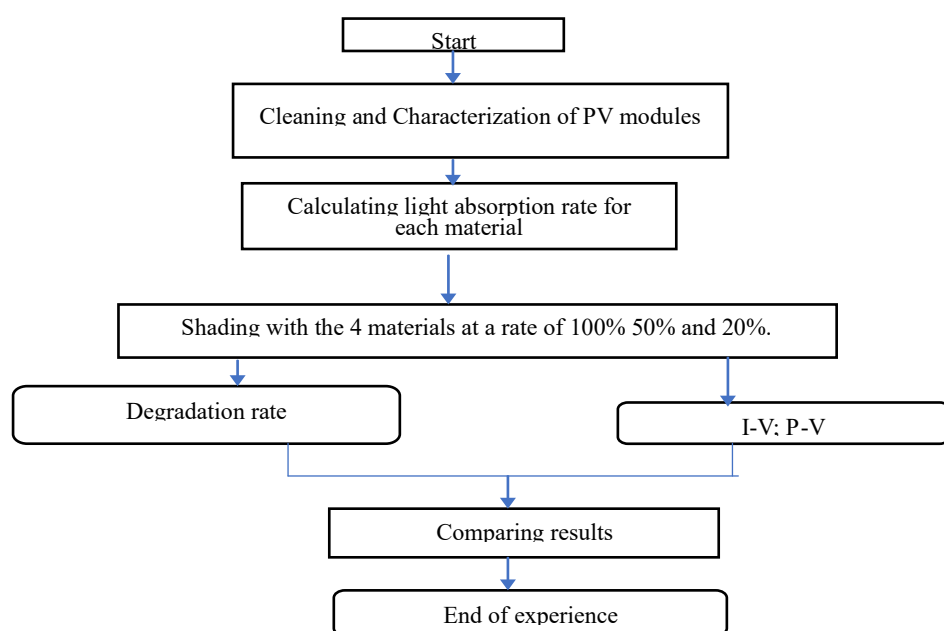 Start
Cleaning and Characterization of PV modules
Calculating light absorption rate for
each material
Shading with the 4 materials at a rate of 100% 50% and 20%.
Degradation rate
I-V; P-V
Comparing results
End of experience